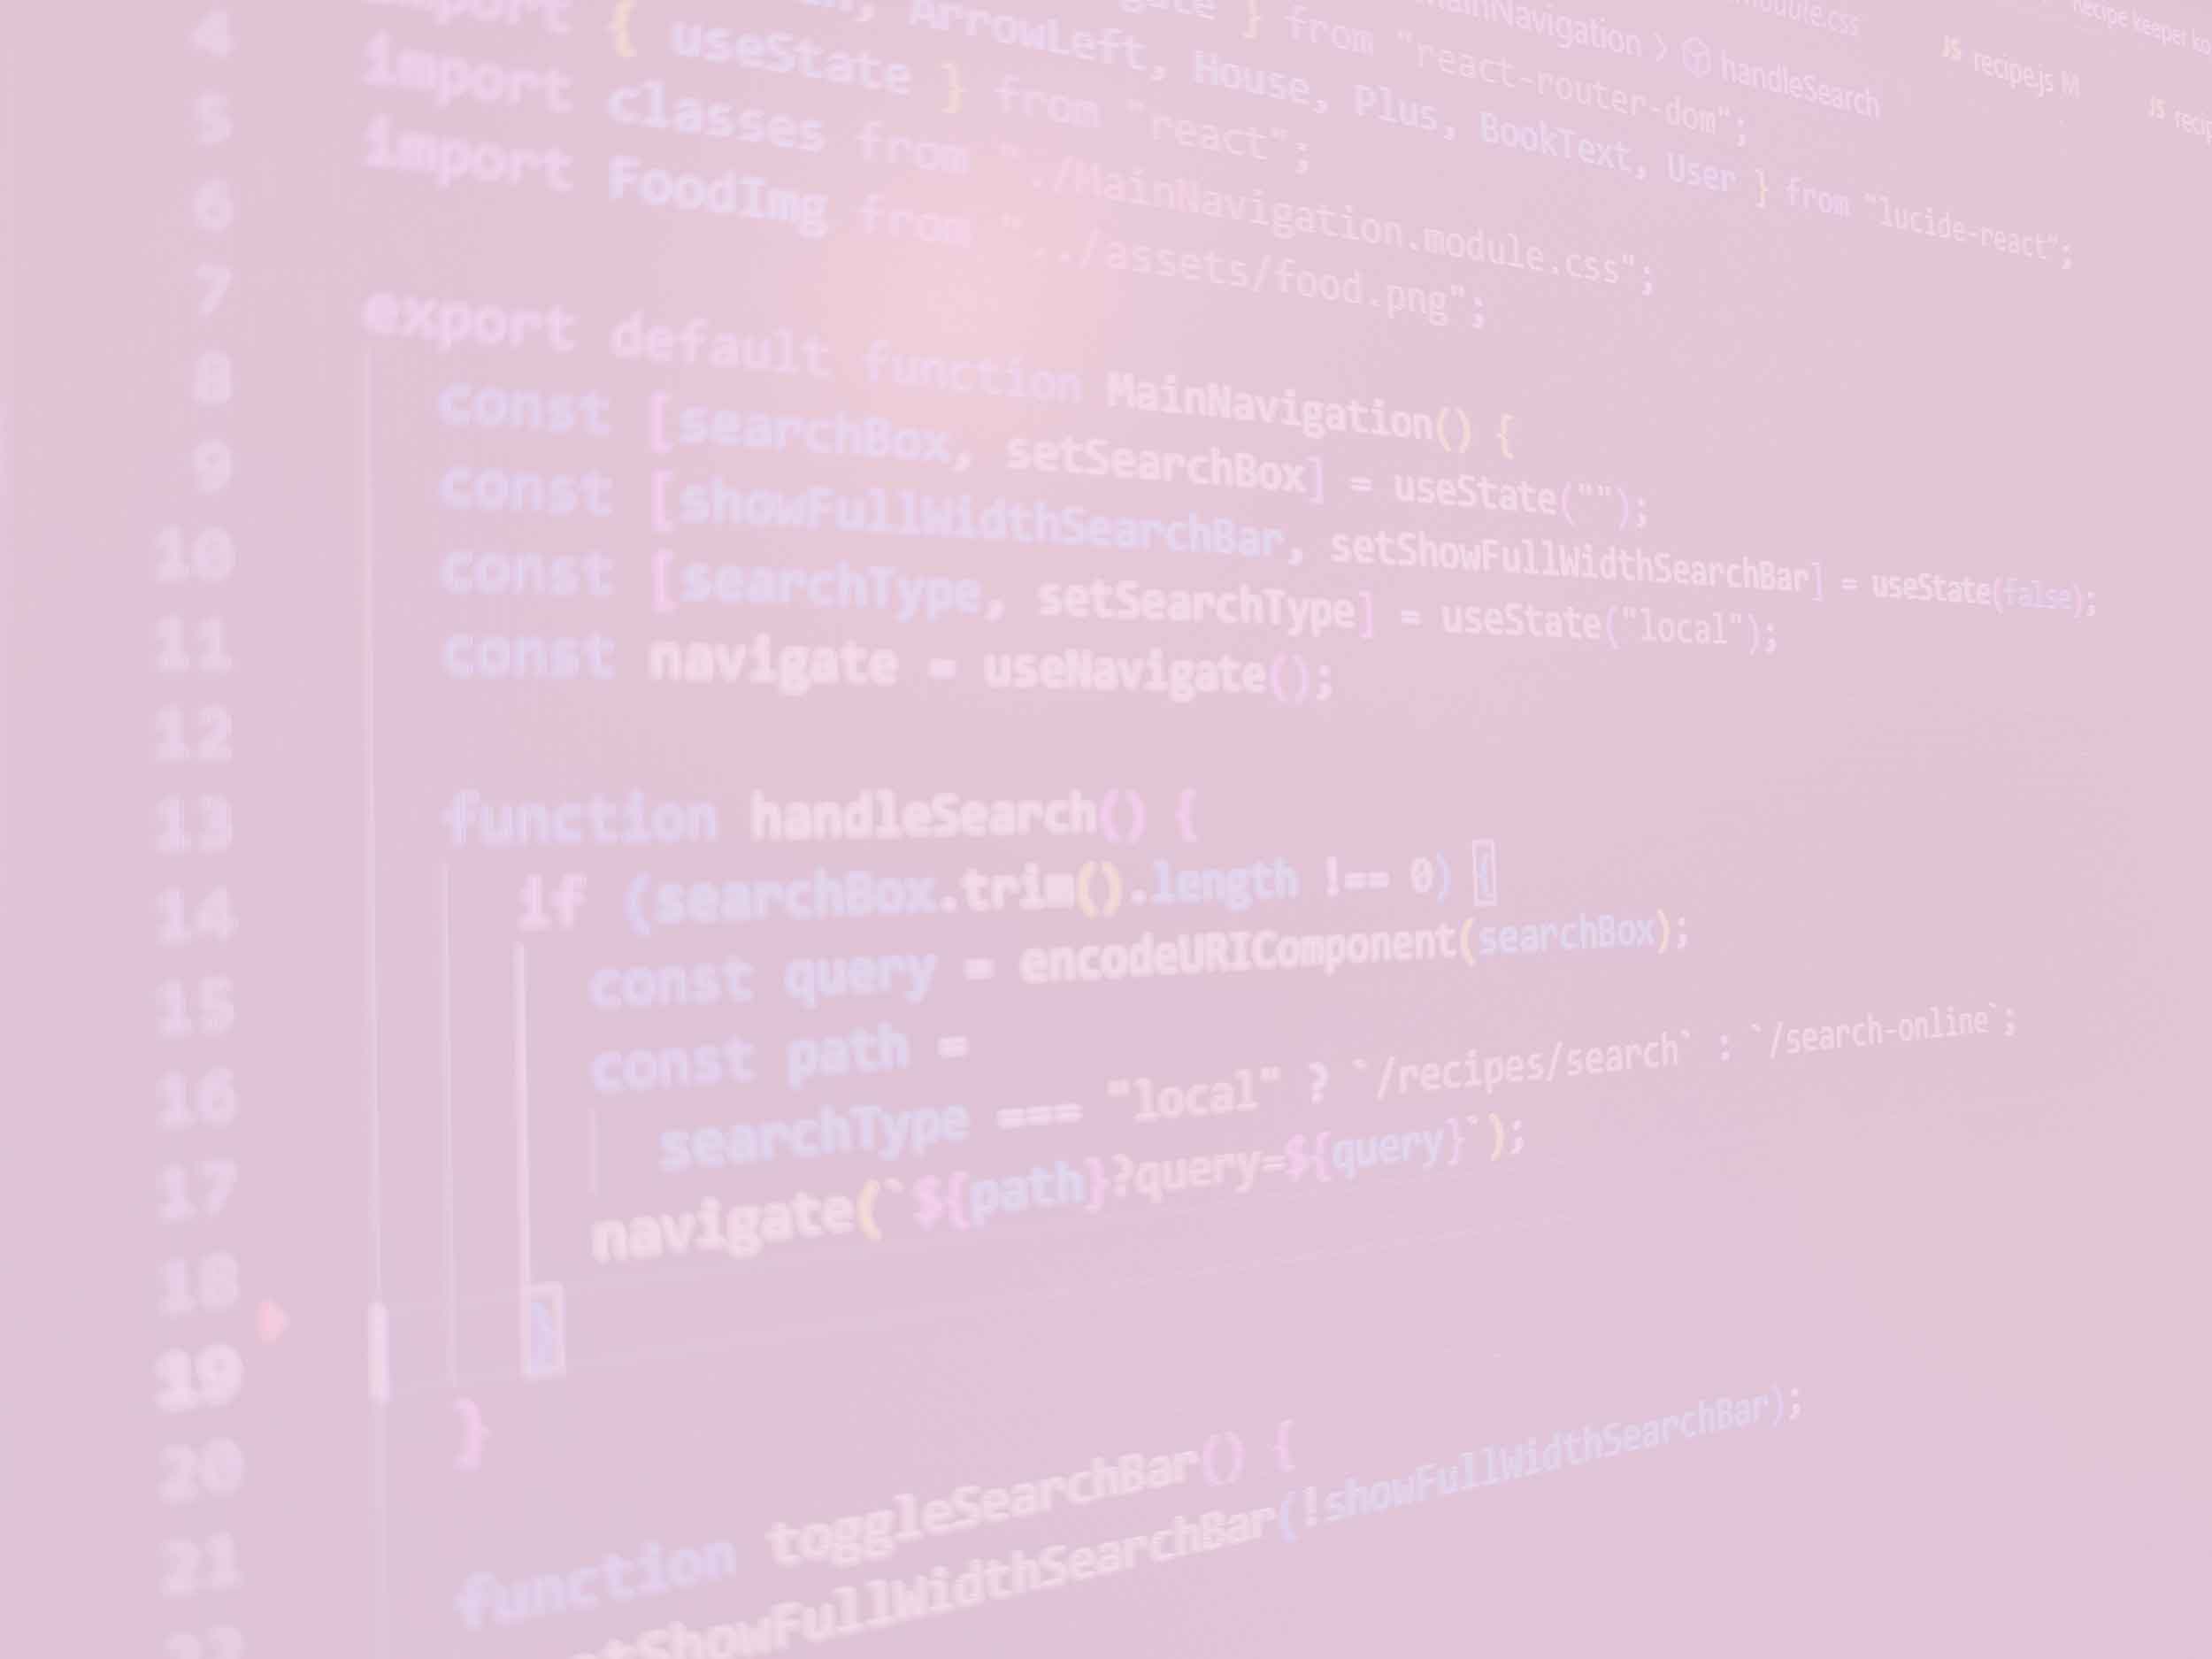 module.css
Recipe keeper
MainNavigation > handleSearch
JS recipe.js M
JS
} from "react-router-dom";
ArrowLeft, House, Plus, BookText, User } from "lucide-react";
4 import { useState } from "react";
5 import classes from "./MainNavigation.module.css";
6 import FoodImg from "../assets/food.png";
7
8 export default function MainNavigation() {
9 const [searchBox, setSearchBox] = useState("");
10 const [showFullWidthSearchBar, setShowFullWidthSearchBar] = useState(false);
11 const [searchType, setSearchType] = useState("local");
12 const navigate = useNavigate();
13
14 function handleSearch() {
15 if (searchBox.trim().length !== 0) {
16 const query = encodeURIComponent(searchBox);
17 const path =
18 searchType === "local" ? `/recipes/search` : `/search-online`;
19 navigate(`${path}?query=${query}`);
20 }
21 }
22
function toggleSearchBar() {
(!showFullWidthSearchBar);